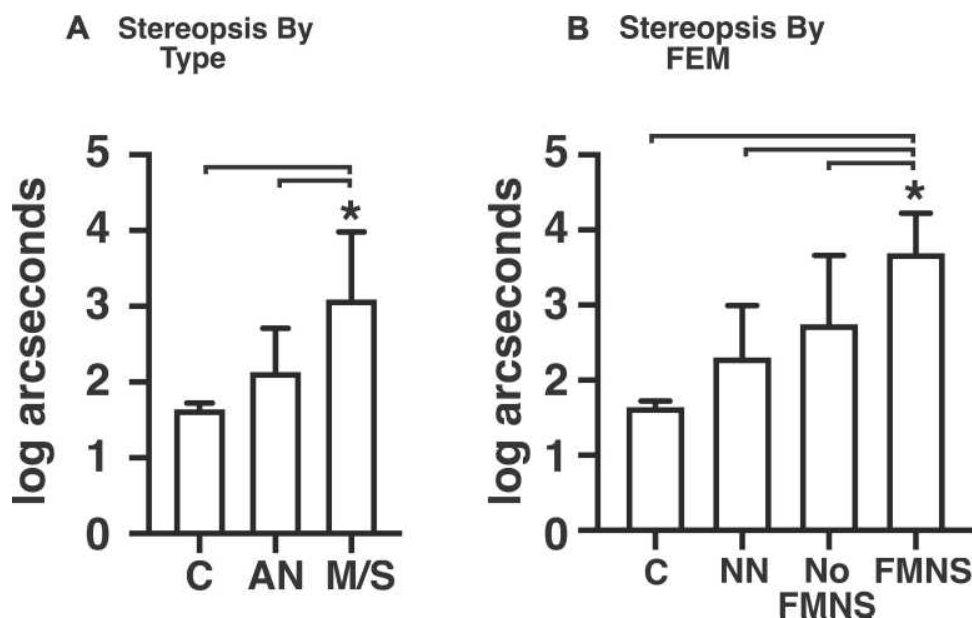 A Stereopsis By
Type
log arcseconds
5
4
3
2
1
0
*
C AN M/S
B Stereopsis By
FEM
log arcseconds
5
4
3
2
1
0
*
C NN No FMNS
FMNS